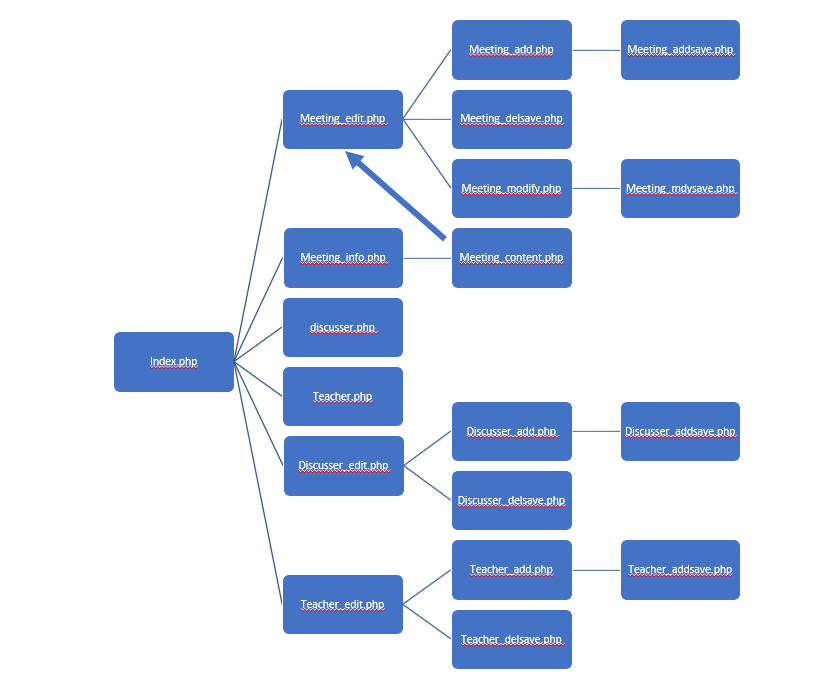 Meeting_add.php
Meeting_addsave.php
Meeting_edit.php
Meeting_delsave.php
Meeting_modify.php
Meeting_mdysave.php
Meeting_info.php
Meeting_content.php
discusser.php
Index.php
Teacher.php
Discusser_add.php
Discusser_addsave.php
Discusser_edit.php
Discusser_delsave.php
Teacher_add.php
Teacher_addsave.php
Teacher_edit.php
Teacher_delsave.php